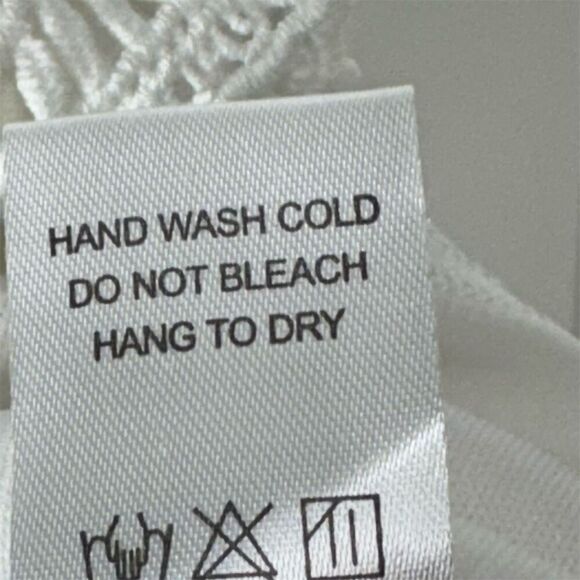 HAND WASH COLD
DO NOT BLEACH
HANG TO DRY